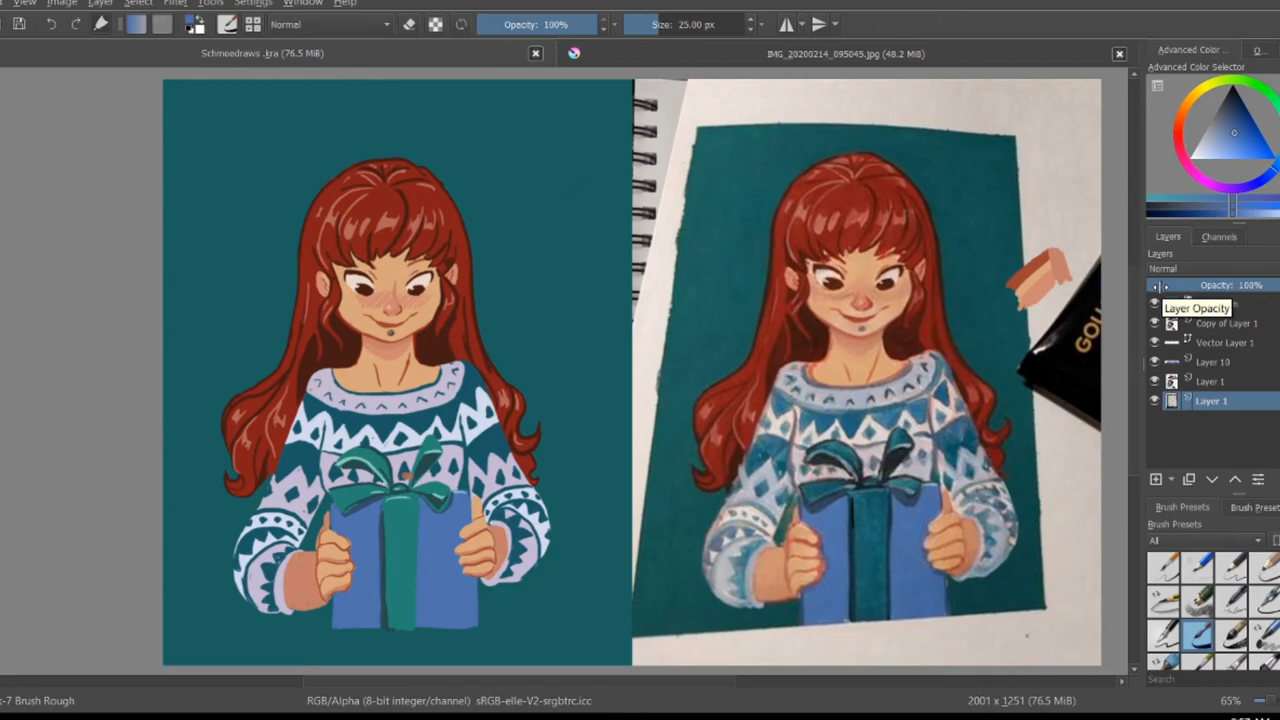 View Image Layer Select Filter Tools Settings Window Help
Normal Opacity: 100% Size: 25.00 px
Schmoedraws .kra (76.5 MiB) IMG_20200214_095045.jpg (48.2 MiB)
Advanced Color ... O...
Advanced Color Selector
Layers Channels
Layers
Normal
Opacity: 100%
Layer Opacity
Copy of Layer 1
Vector Layer 1
Layer 10
Layer 1
Layer 1
GOU
Brush Presets Brush Preset
Brush Presets
All
Search
-7 Brush Rough RGB/Alpha (8-bit integer/channel) sRGB-elle-V2-srgbtrc.icc 2001 x 1251 (76.5 MiB) 65%